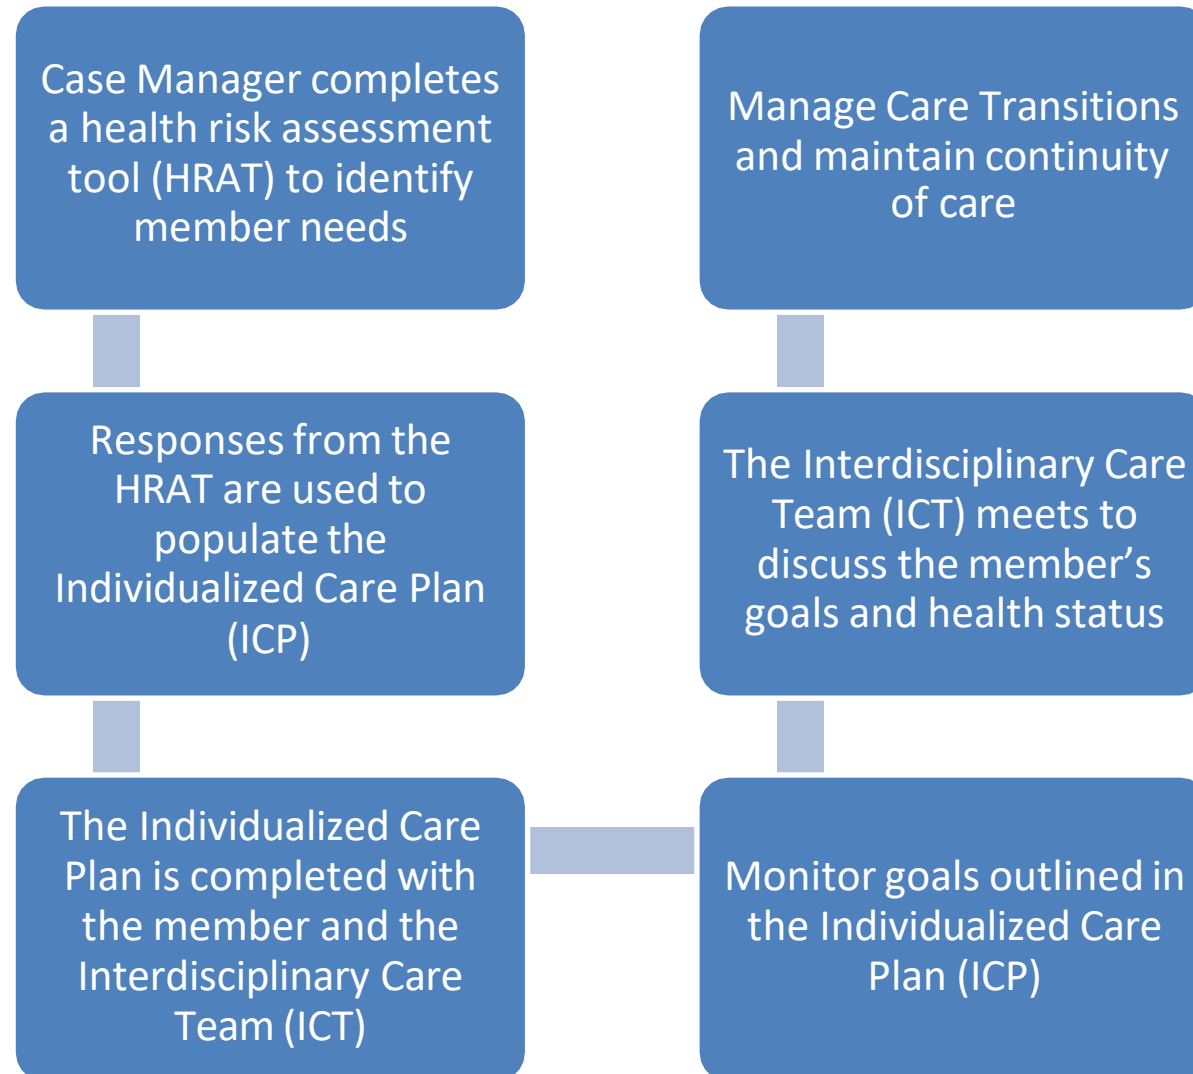 Case Manager completes
a health risk assessment
tool (HRAT) to identify
member needs
Responses from the
HRAT are used to
populate the
Individualized Care Plan
(ICP)
The Individualized Care
Plan is completed with
the member and the
Interdisciplinary Care
Team (ICT)
Monitor goals outlined in
the Individualized Care
Plan (ICP)
The Interdisciplinary Care
Team (ICT) meets to
discuss the member’s
goals and health status
Manage Care Transitions
and maintain continuity
of care